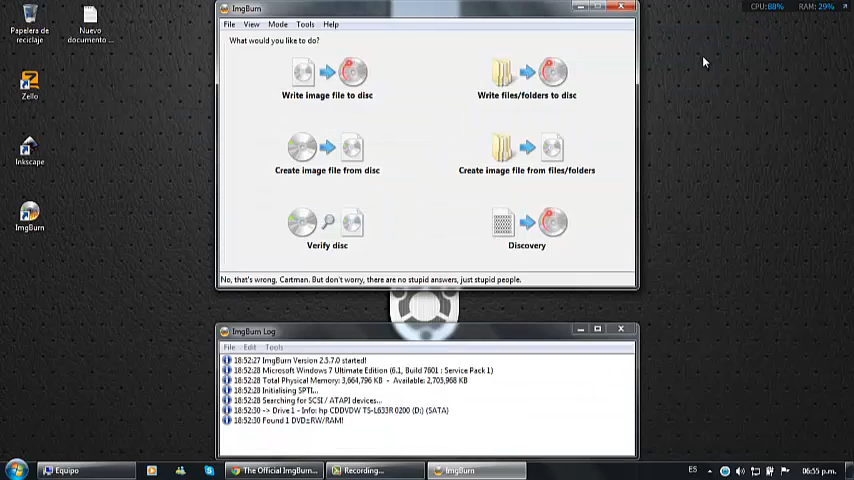 CPU:88% RAM: 29%
Papelera de
reciclaje
Nuevo
documento ...
Zello
Inkscape
ImgBurn
ImgBurn
File View Mode Tools Help
What would you like to do?
Write image file to disc
Write files/folders to disc
Create image file from disc
Create image file from files/folders
Verify disc
Discovery
No, that's wrong, Cartman. But don't worry, there are no stupid answers, just stupid people.
ImgBurn Log
File Edit Tools
18:52:27 ImgBurn Version 2.5.7.0 started!
18:52:28 Microsoft Windows 7 Ultimate Edition (6.1, Build 7601 : Service Pack 1)
18:52:28 Total Physical Memory: 3,664,796 KB - Available: 2,705,968 KB
18:52:28 Initialising SPTI...
18:52:28 Searching for SCSI / ATAPI devices...
18:52:30 -> Drive 1 - Info: hp CDDVDW TS-L633R 0200 (D:) (SATA)
18:52:30 Found 1 DVD±RW/RAM!
Equipo
The Official ImgBurn...
Recording...
ImgBurn
ES
06:55 p.m.